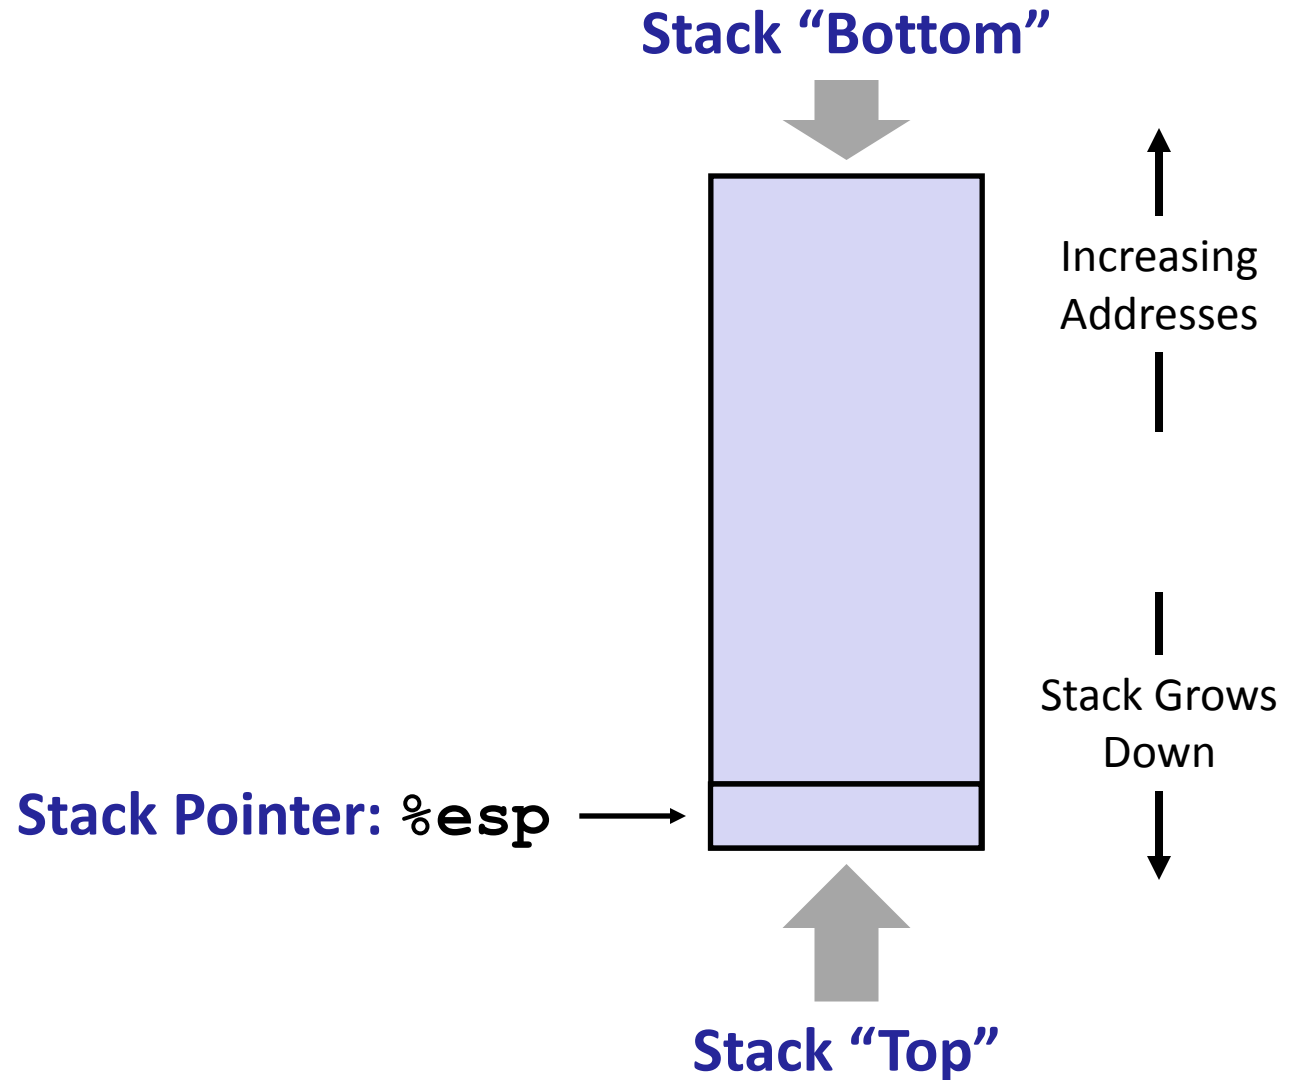 Stack “Bottom”
Increasing
Addresses
Stack Grows
Down
Stack Pointer: %esp
Stack “Top”